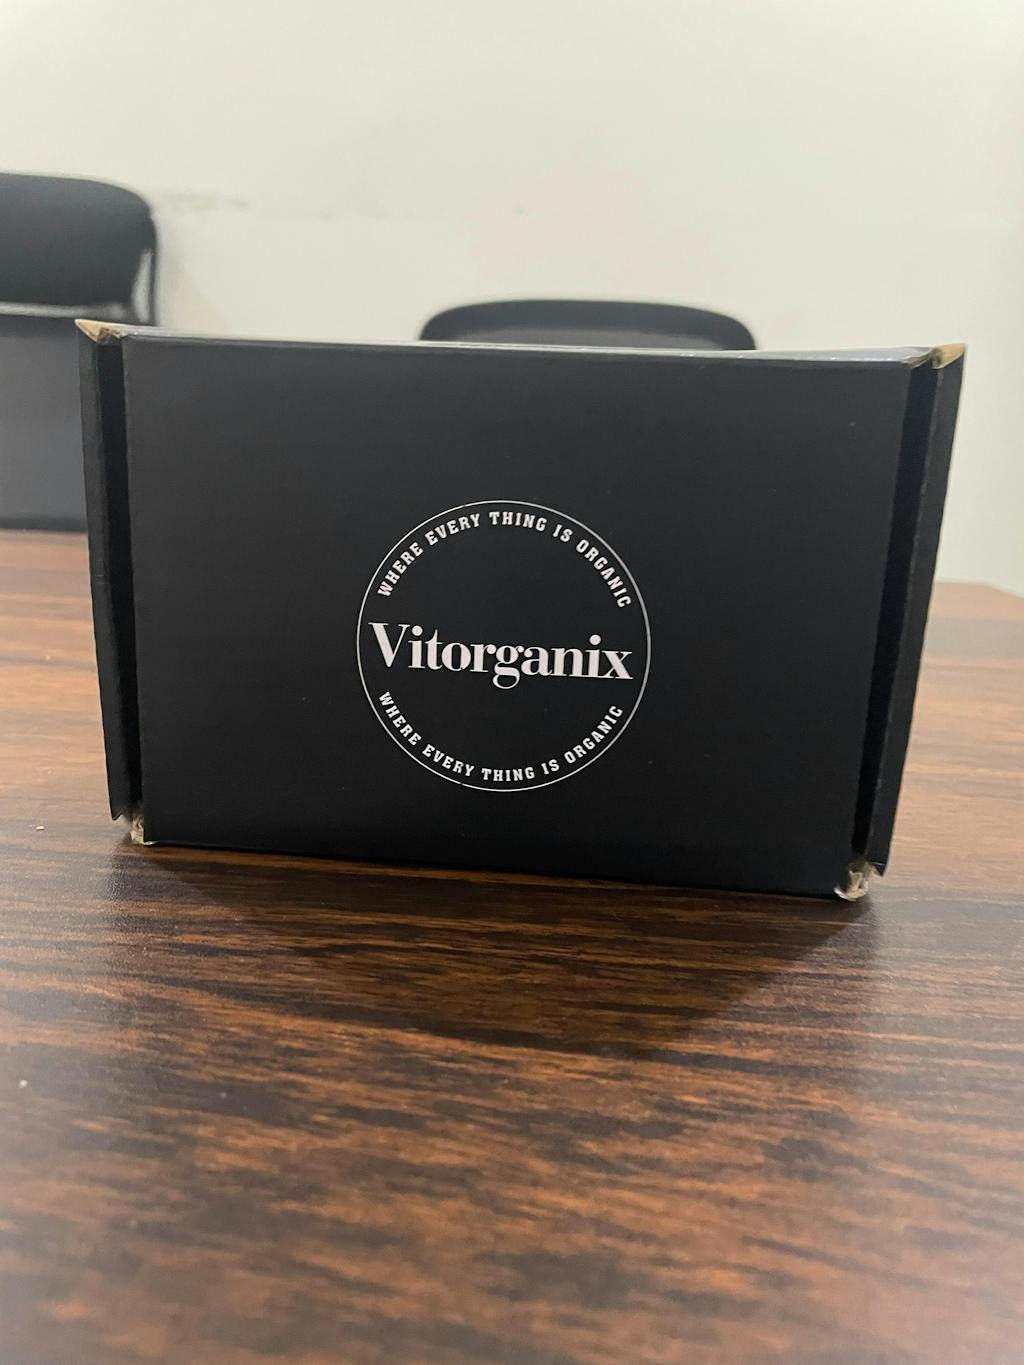 WHERE EVERY THING IS ORGANIC
Vitorganix
WHERE EVERY THING IS ORGANIC